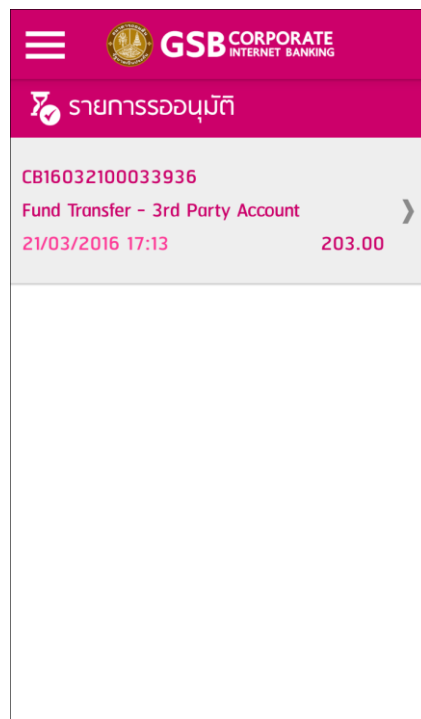 GSB CORPORATE
INTERNET BANKING
รายการรออนุมัติ
CB16032100033936
Fund Transfer - 3rd Party Account
21/03/2016 17:13 203.00